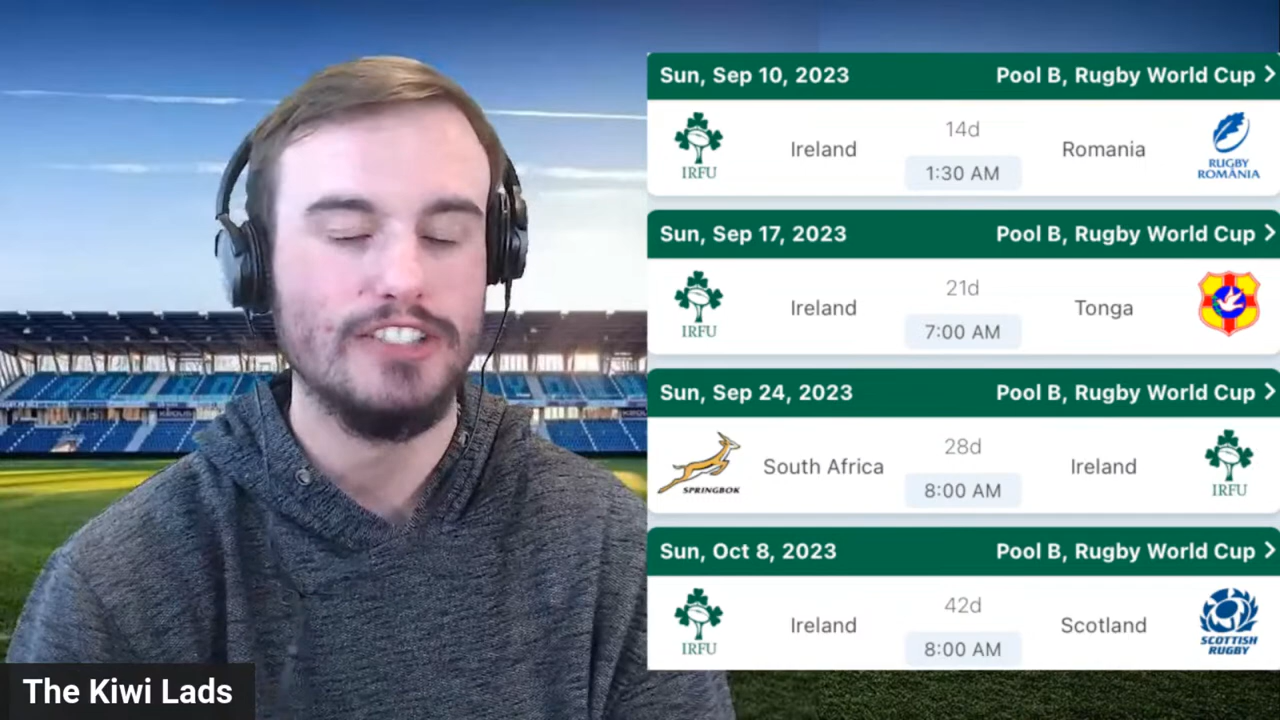 Sun, Sep 10, 2023 Pool B, Rugby World Cup
14d
Ireland Romania
1:30 AM
IRFU
RUGBY
ROMÂNIA
Sun, Sep 17, 2023 Pool B, Rugby World Cup
21d
Ireland Tonga
7:00 AM
IRFU
Sun, Sep 24, 2023 Pool B, Rugby World Cup
28d
South Africa Ireland
8:00 AM
SPRINGBOK
IRFU
Sun, Oct 8, 2023 Pool B, Rugby World Cup
42d
Ireland Scotland
8:00 AM
IRFU
SCOTTISH
RUGBY
The Kiwi Lads